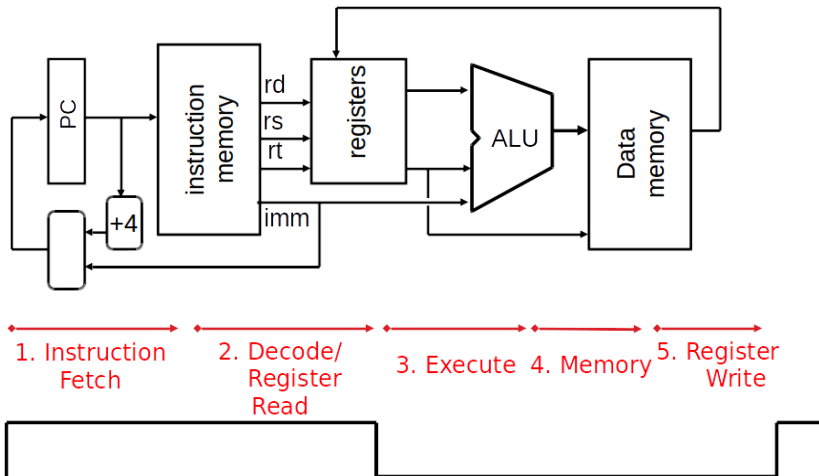 PC
+4
instruction
memory
rd
rs
rt
imm
registers
ALU
Data
memory
1. Instruction
Fetch
2. Decode/
Register
Read
3. Execute
4. Memory
5. Register
Write